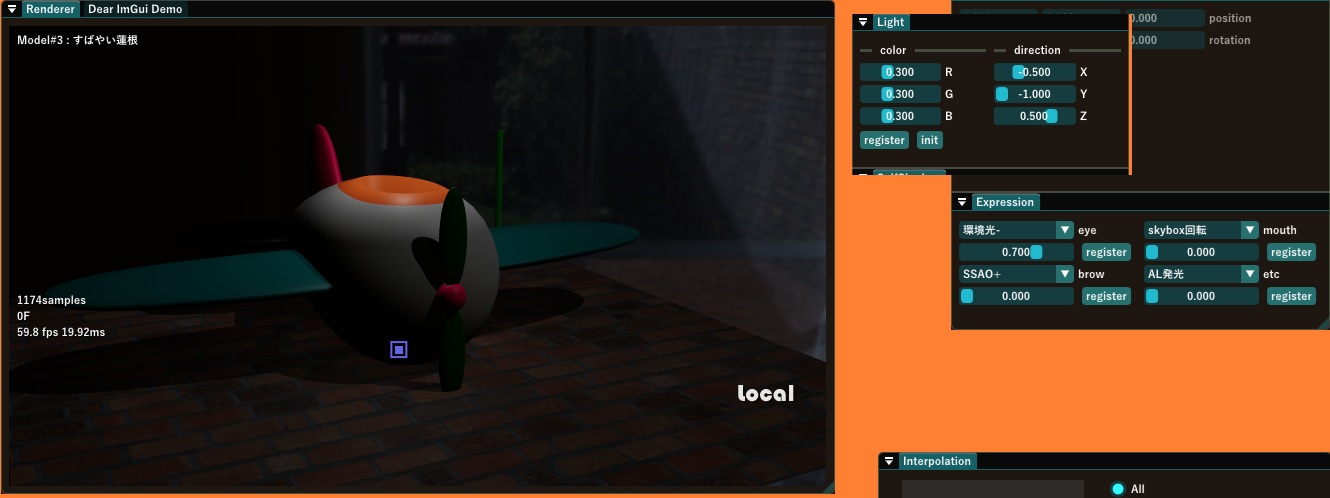 Renderer Dear ImGui Demo
Model#3 : すばやい蓮根
1174samples
0F
59.8 fps 19.92ms
Local
Light
color direction
0.300 R -0.500 X
0.300 G -1.000 Y
0.300 B 0.500 Z
register init
0.000 position
0.000 rotation
Expression
環境光- eye skybox回転 mouth
0.700 register 0.000 register
SSAO+ brow AL発光 etc
0.000 register 0.000 register
Interpolation
All